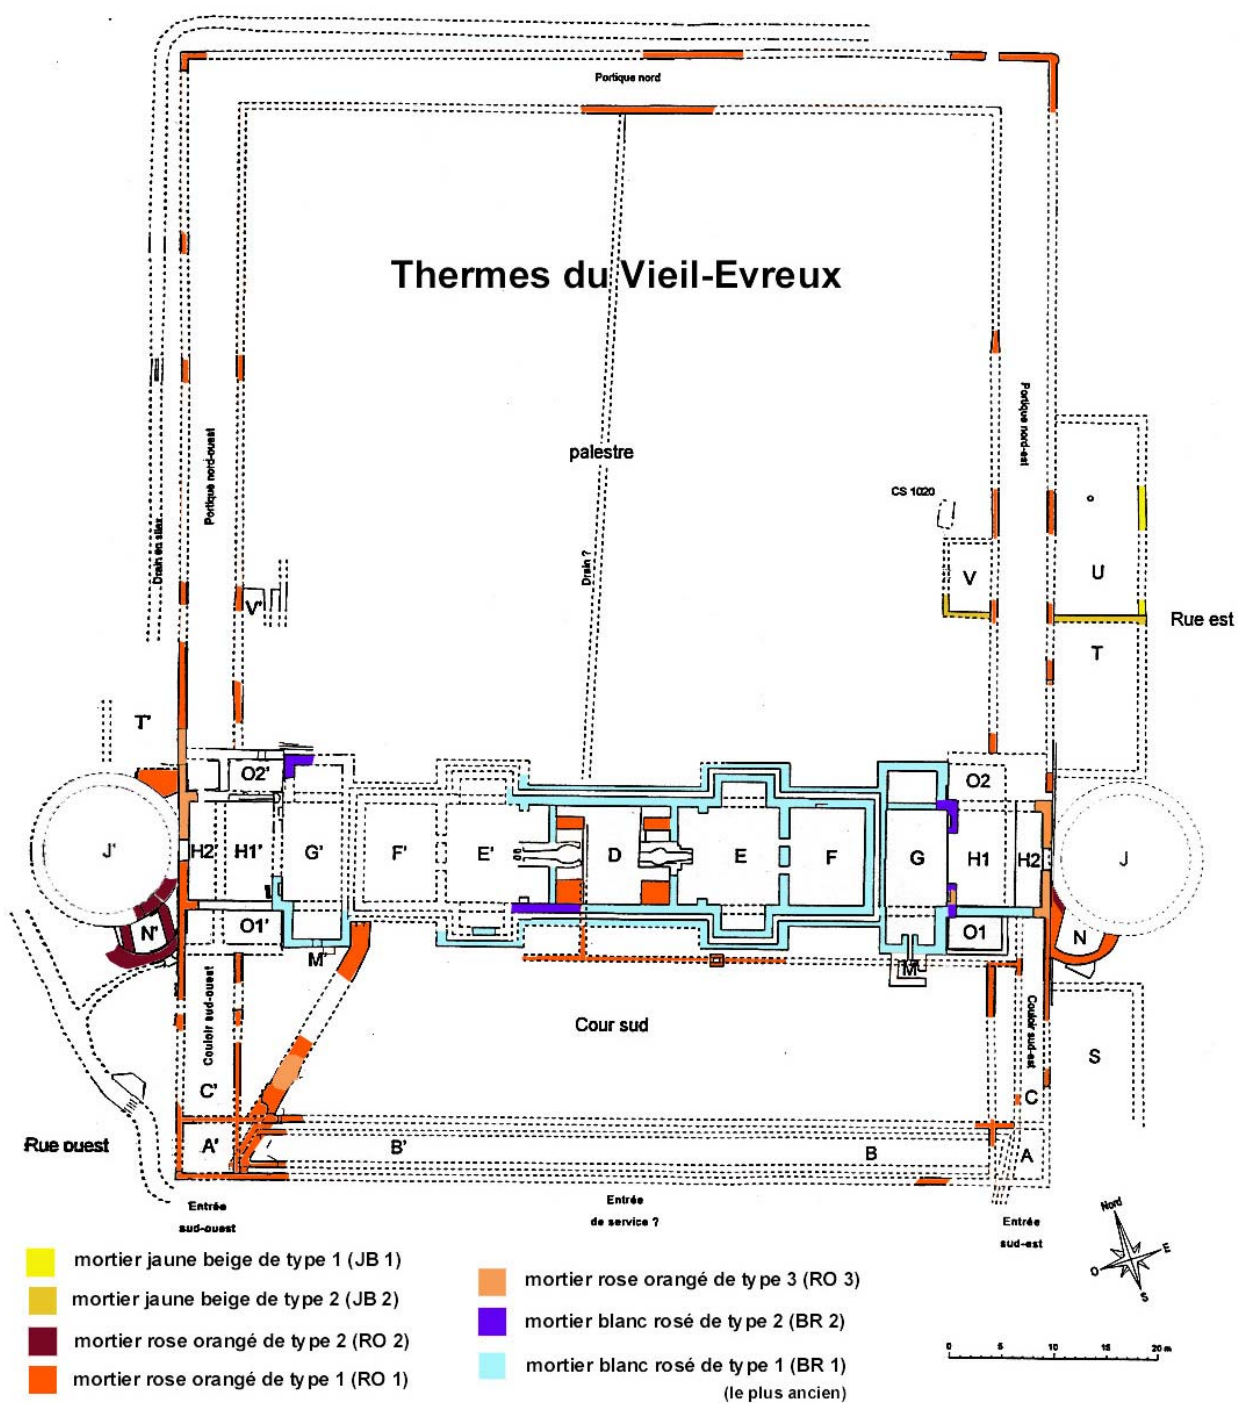 Portique nord
Thermes du Vieil-Evreux
Portique nord-ouest
Portique nord-est
palestre
CS 1020
Drain en silex
Drain ?
V
U
V'
Rue est
T
T'
O2'
O2
J'
H2'
H1'
G'
F'
E'
D
E
F
G
H1
H2
J
N'
O1'
M'
M
O1
N
Couloir sud-ouest
Cour sud
Couloir sud-est
S
C'
C
Rue ouest
A'
B'
B
A
Entrée
sud-ouest
Entrée
de service ?
Entrée
sud-est
Nord
E
O
S
mortier jaune beige de type 1 (JB 1)
mortier jaune beige de type 2 (JB 2)
mortier rose orangé de type 2 (RO 2)
mortier rose orangé de type 1 (RO 1)
mortier rose orangé de type 3 (RO 3)
mortier blanc rosé de type 2 (BR 2)
mortier blanc rosé de type 1 (BR 1)
(le plus ancien)
0 5 10 15 20 m